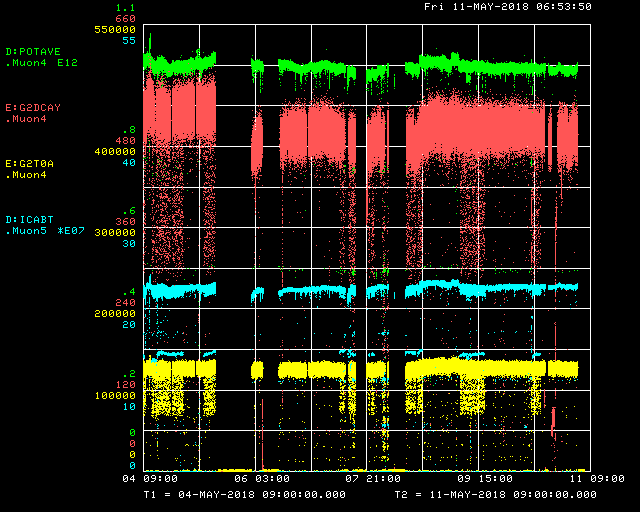 Fri 11-MAY-2018 06:53:50
1.1
660
550000
55
D:POTAVE
.Muon4 E12
E:G2DCAY
.Muon4
.8
480
400000
40
E:G2T0A
.Muon4
.6
360
300000
30
D:ICABT
.Muon5 *E07
.4
240
200000
20
.2
120
100000
10
0
0
0
0
04 09:00 06 03:00 07 21:00 09 15:00 11 09:00
T1 = 04-MAY-2018 09:00:00.000 T2 = 11-MAY-2018 09:00:00.000